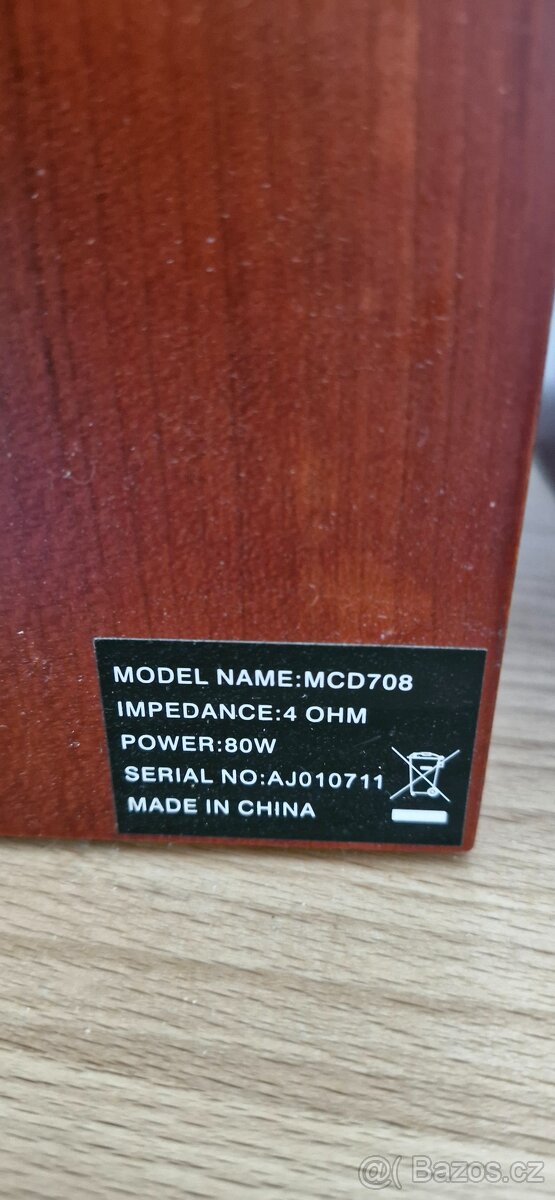 MODEL NAME:MCD708
IMPEDANCE:4 OHM
POWER:80W
SERIAL NO:AJ010711
MADE IN CHINA
@( Bazos.cz